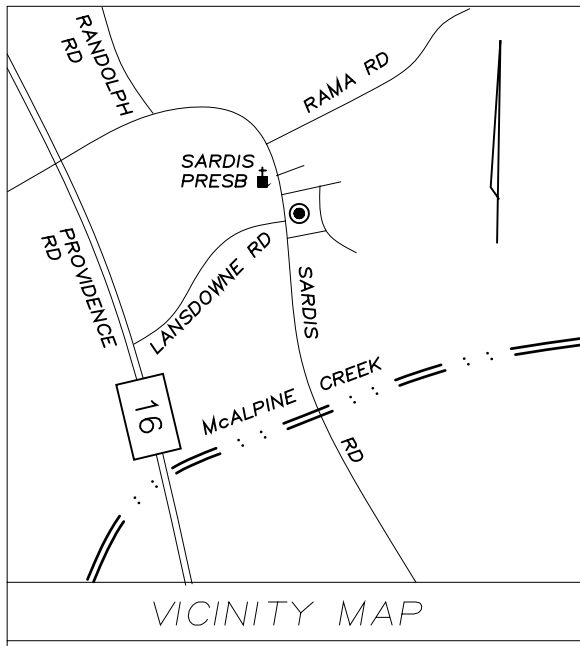 RANDOLPH
RD
RAMA RD
SARDIS
PRESB
PROVIDENCE
RD
LANSDOWNE RD
SARDIS
RD
McALPINE CREEK
16
VICINITY MAP